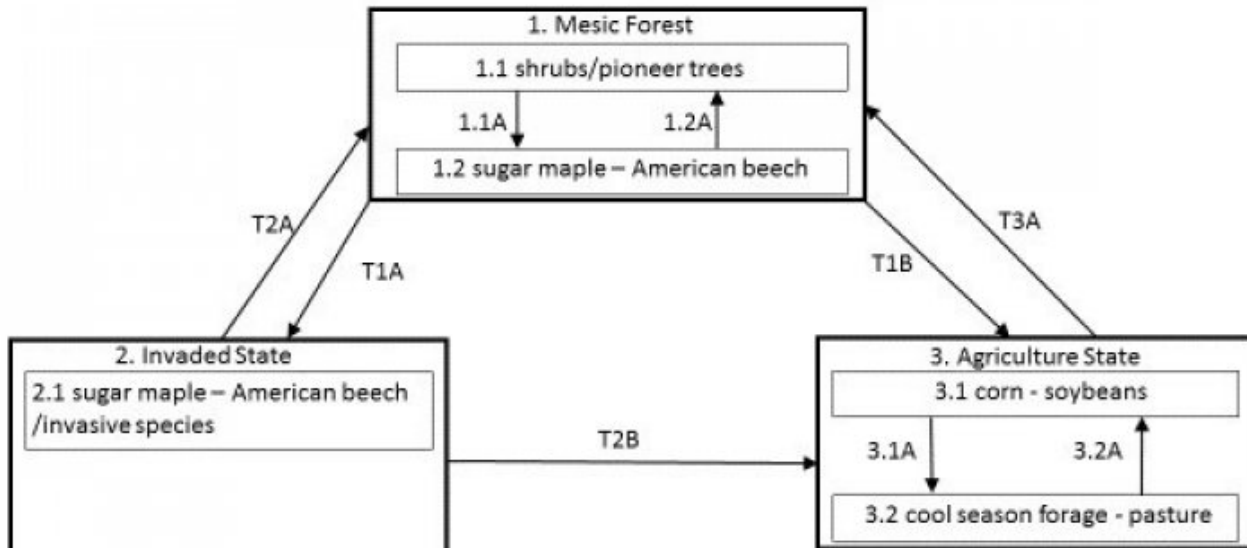 1. Mesic Forest
1.1 shrubs/pioneer trees
1.1A
1.2A
1.2 sugar maple – American beech
T2A
T1A
T1B
T3A
2. Invaded State
2.1 sugar maple – American beech
/invasive species
T2B
3. Agriculture State
3.1 corn - soybeans
3.1A
3.2A
3.2 cool season forage - pasture